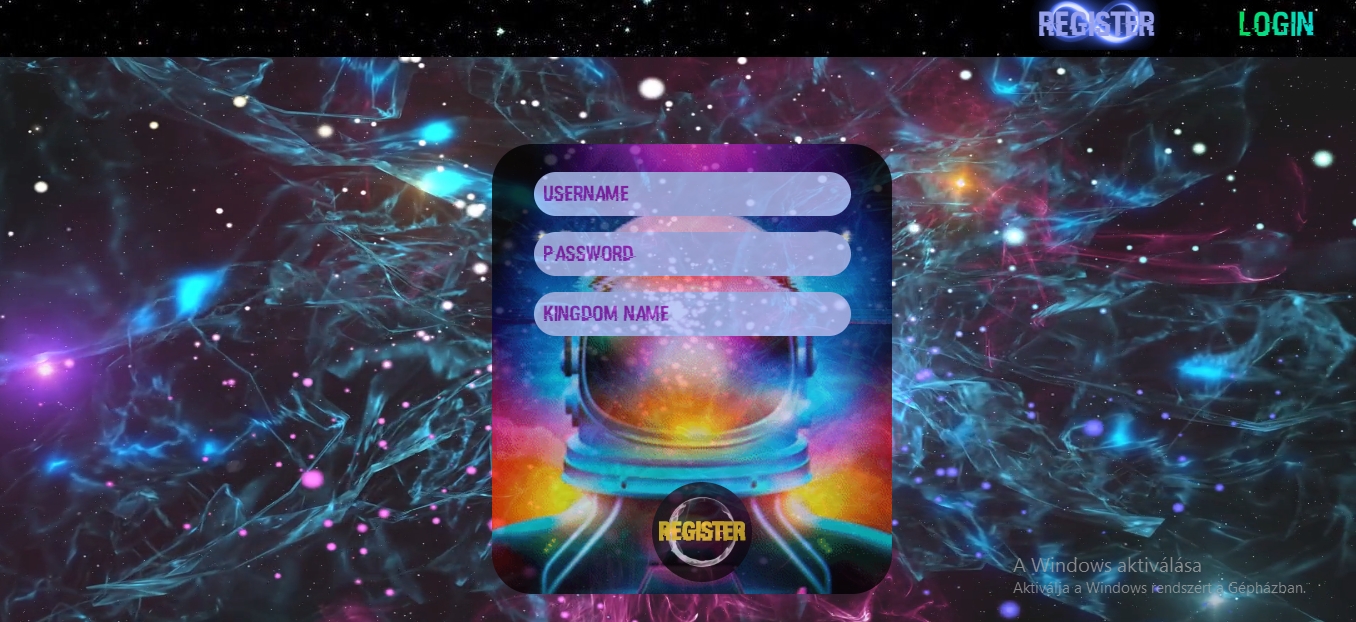 REGISTER
LOGIN
USERNAME
PASSWORD
KINGDOM NAME
REGISTER
A Windows aktiválása
Aktiválja a Windows rendszert a Gépházban.